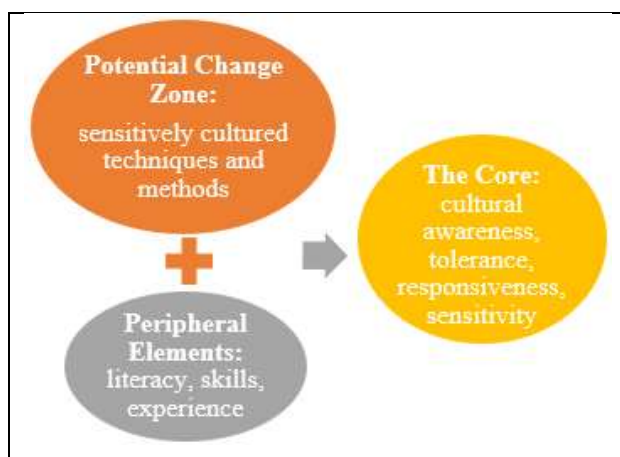 Potential Change
Zone:
sensitively cultured
techniques and
methods
Peripheral
Elements:
literacy, skills,
experience
The Core:
cultural
awareness,
tolerance,
responsiveness,
sensitivity